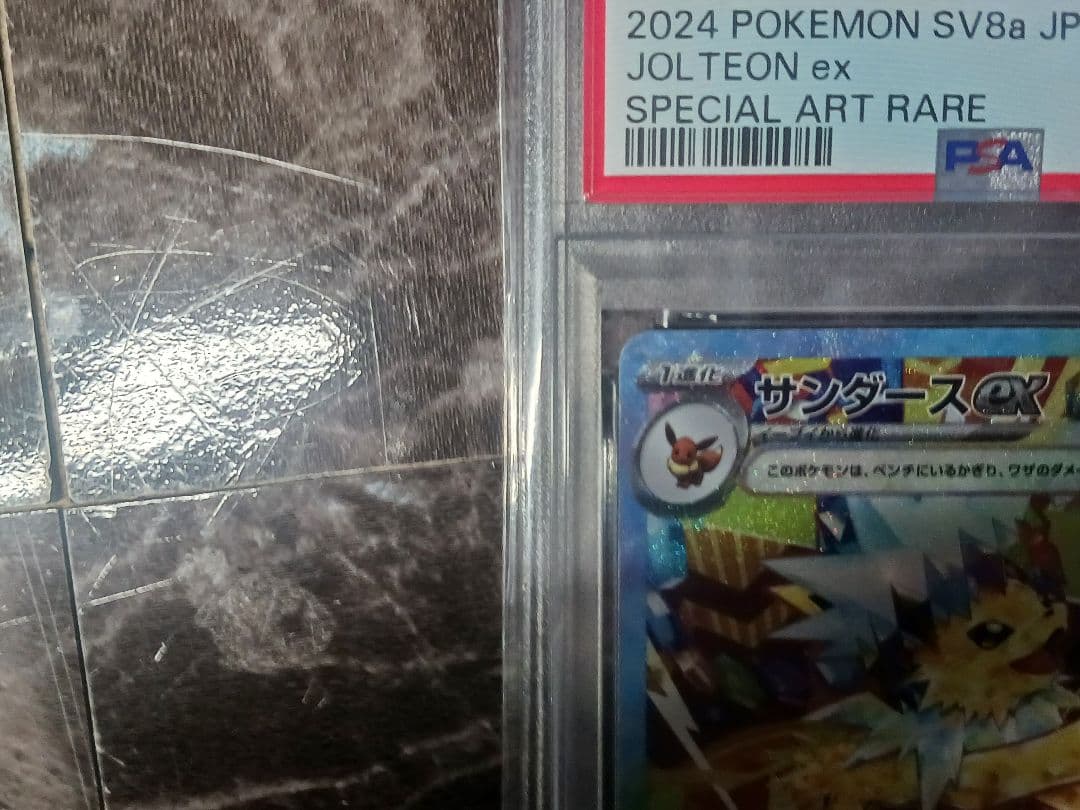 2024 POKEMON SV8a JP
JOLTEON ex
SPECIAL ART RARE
PSA
1進化
サンダースex
イーブイから進化
このポケモンは、ベンチにいるかぎり、ワザのダメ